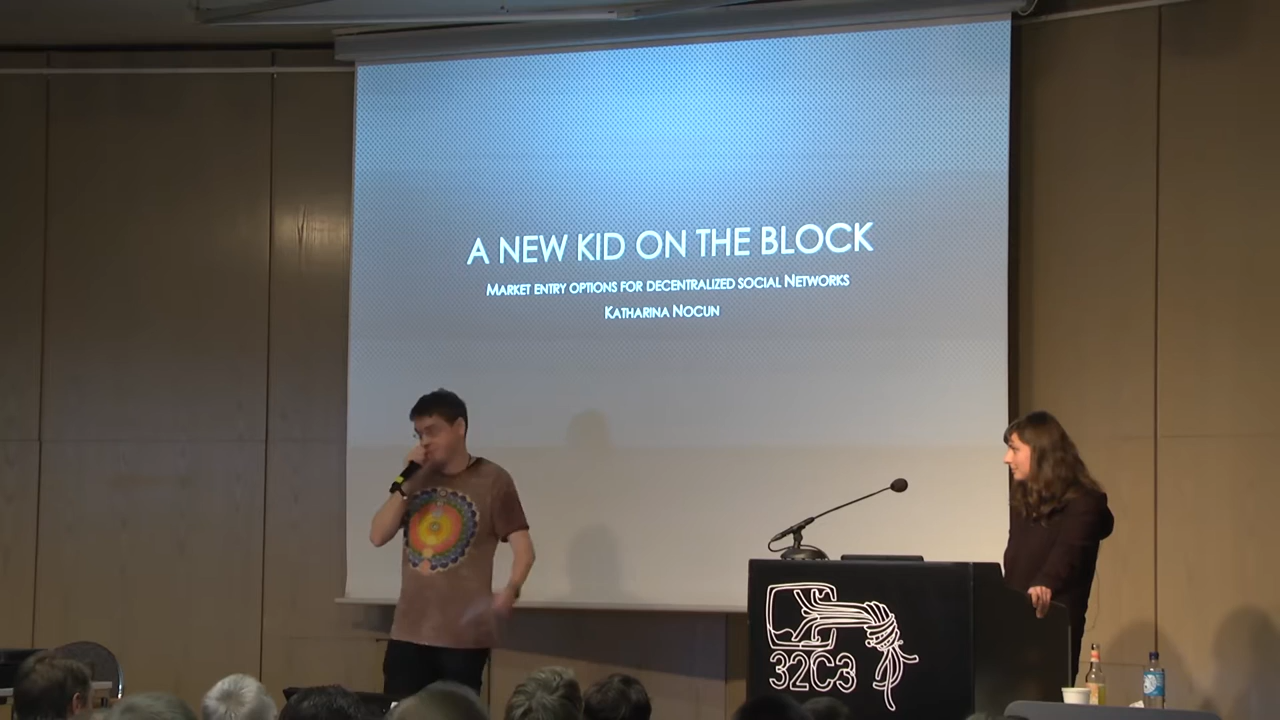 A NEW KID ON THE BLOCK
MARKET ENTRY OPTIONS FOR DECENTRALIZED SOCIAL NETWORKS
KATHARINA NOCUN
32C3